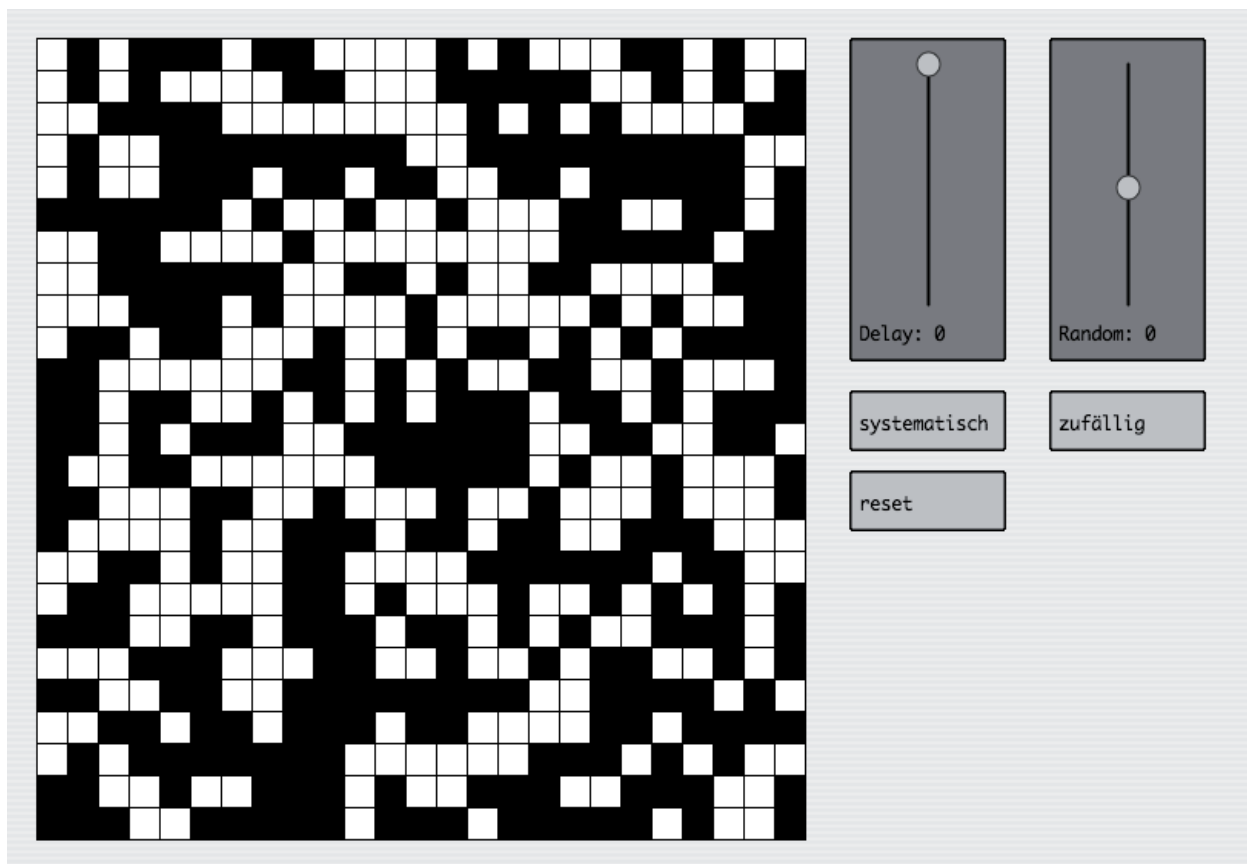 Delay: 0
Random: 0
systematisch
zufällig
reset